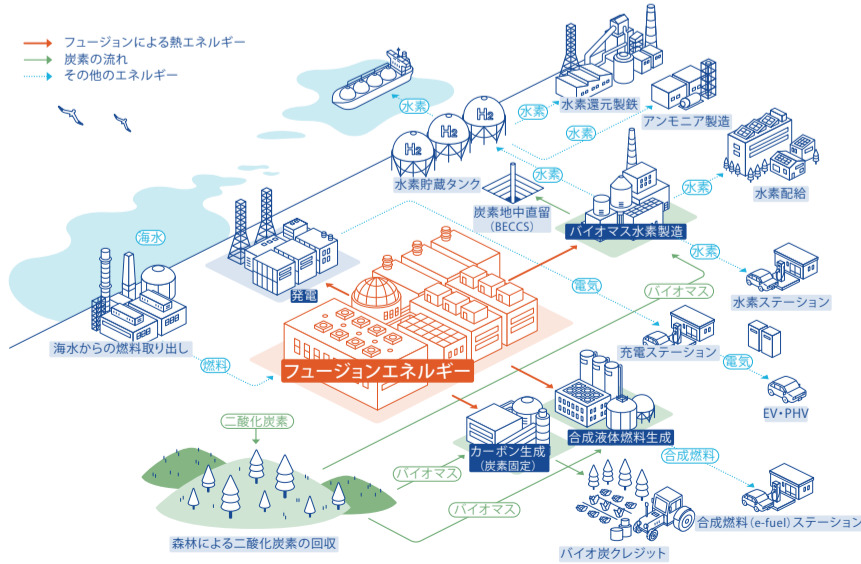 フュージョンによる熱エネルギー
炭素の流れ
その他のエネルギー
水素
水素
水素還元製鉄
H2
H2
H2
水素
アンモニア製造
水素貯蔵タンク
水素
炭素地中直留
(BECCS)
バイオマス水素製造
水素
水素配給
海水
発電
電気
バイオマス
水素
水素ステーション
海水からの燃料取り出し
燃料
フュージョンエネルギー
充電ステーション
電気
EV・PHV
二酸化炭素
バイオマス
カーボン生成
(炭素固定)
合成液体燃料生成
合成燃料
バイオマス
森林による二酸化炭素の回収
バイオ炭クレジット
合成燃料(e-fuel)ステーション